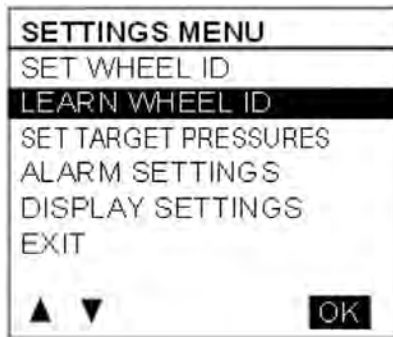 SETTINGS MENU
SET WHEEL ID
LEARN WHEEL ID
SET TARGET PRESSURES
ALARM SETTINGS
DISPLAY SETTINGS
EXIT
▲ ▼ OK